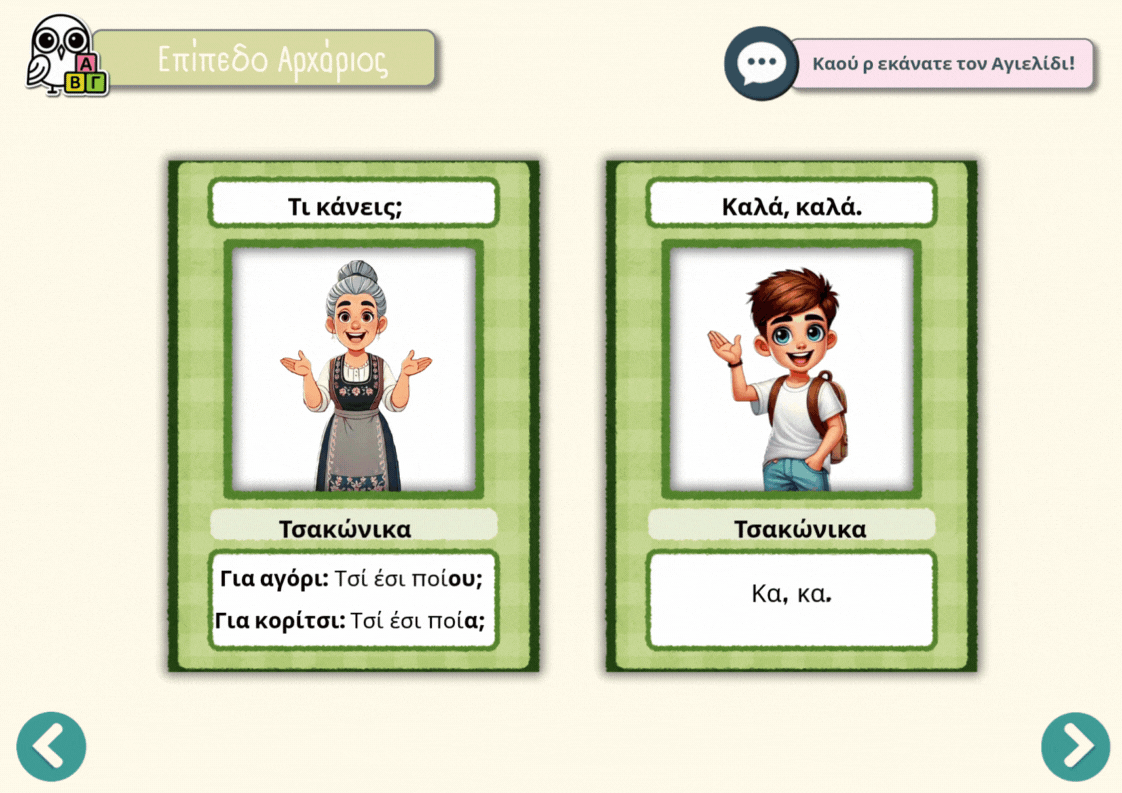 Επίπεδο Αρχάριος
Α
Β Γ
Καού ρ εκάνατε τον Αγιελίδι!
Τι κάνεις;
Τσακώνικα
Για αγόρι: Τσί έσι ποίου;
Για κορίτσι: Τσί έσι ποία;
Καλά, καλά.
Τσακώνικα
Κα, κα.